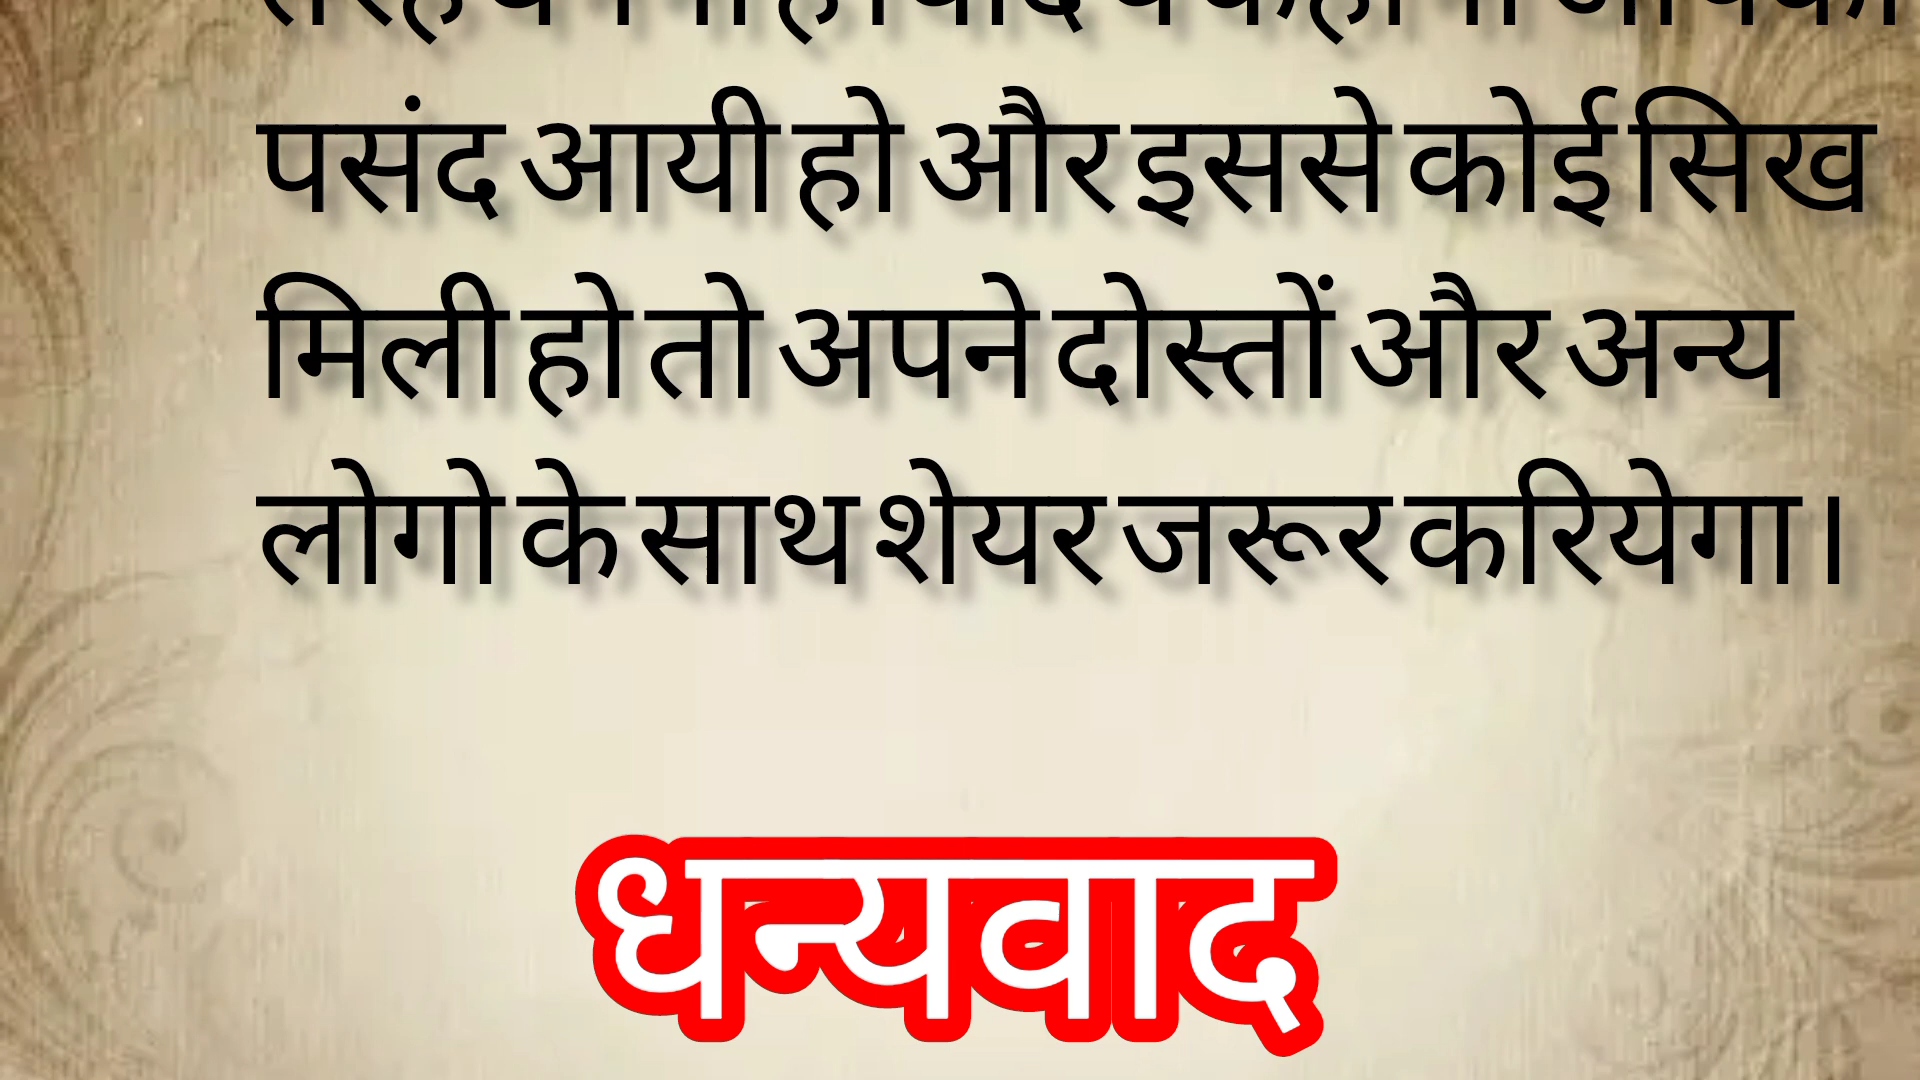 पसंद आयी हो और इससे कोई सिख
मिली हो तो अपने दोस्तों और अन्य
लोगो के साथ शेयर जरूर करियेगा।
धन्यवाद